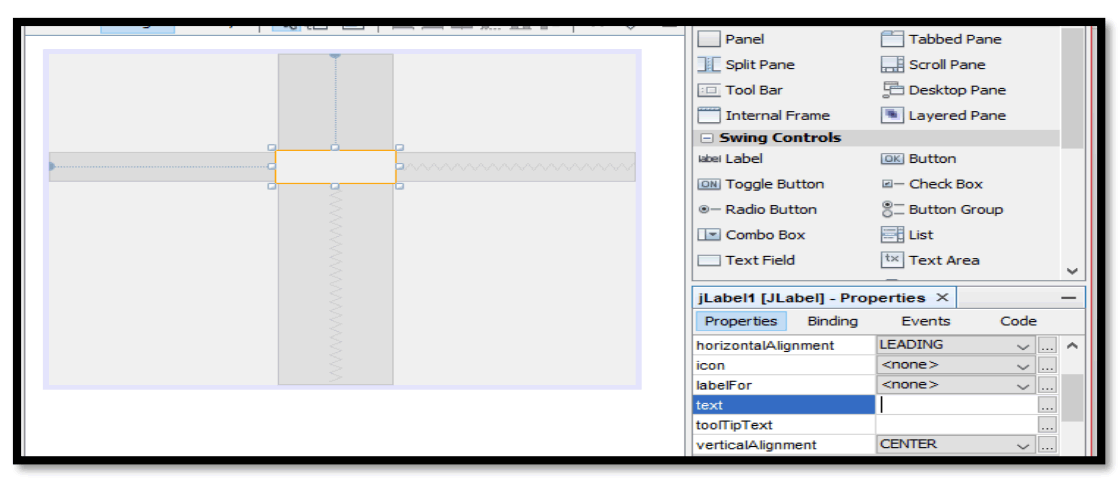 Panel Tabbed Pane
Split Pane Scroll Pane
Tool Bar Desktop Pane
Internal Frame Layered Pane
Swing Controls
label Label OK Button
ON Toggle Button Check Box
Radio Button Button Group
Combo Box List
Text Field tx Text Area
jLabel1 [JLabel] - Properties ×
Properties Binding Events Code
horizontalAlignment LEADING ...
icon <none> ...
labelFor <none> ...
text ...
toolTipText ...
verticalAlignment CENTER ...